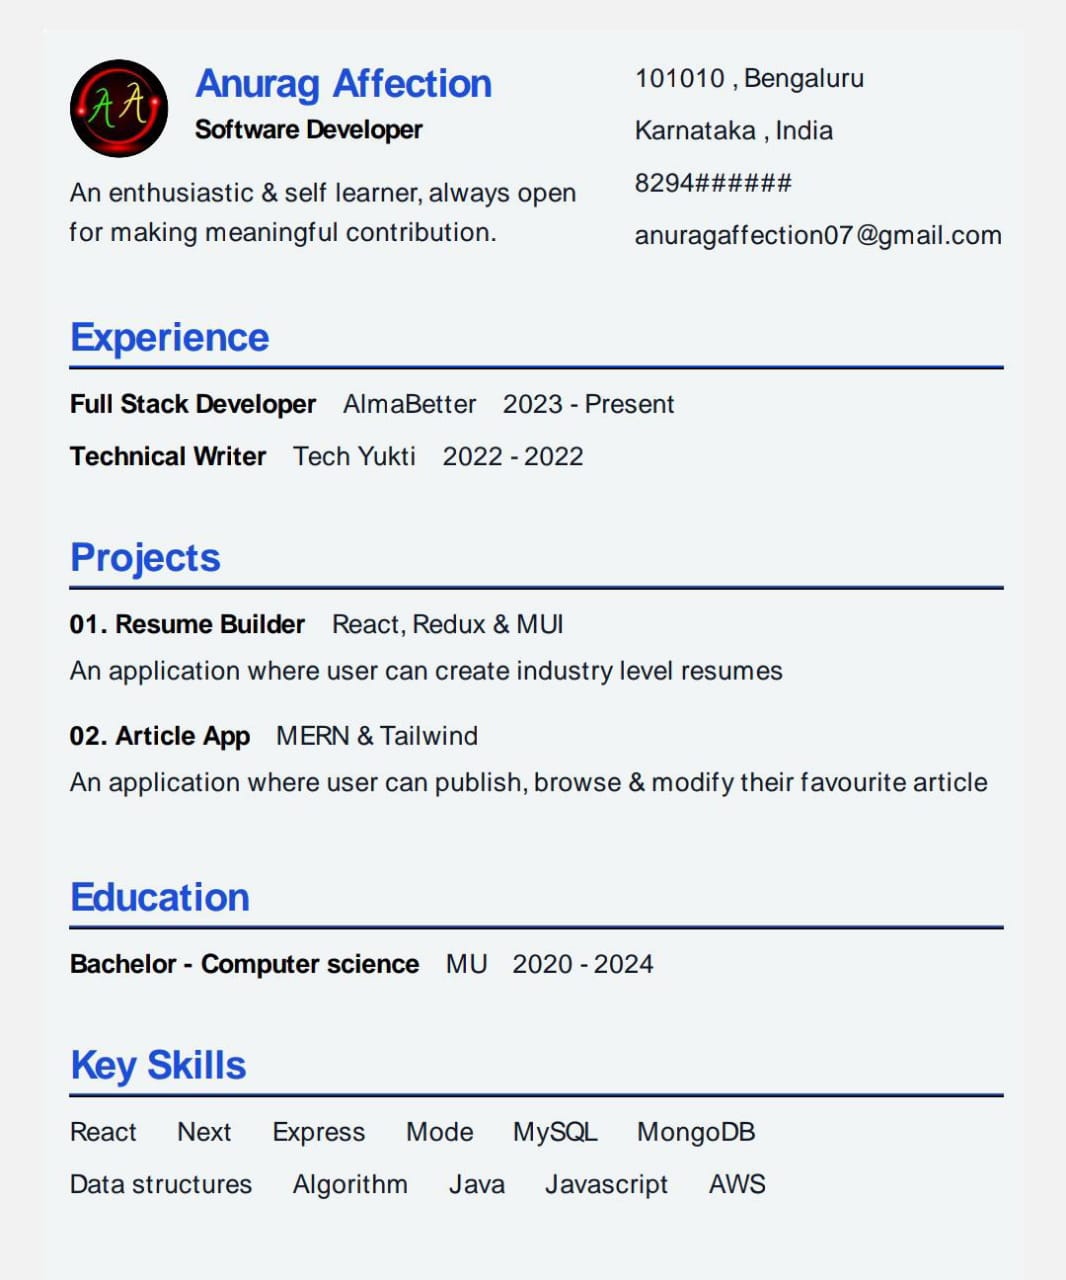 AA
Anurag Affection
Software Developer
An enthusiastic & self learner, always open
for making meaningful contribution.
101010 , Bengaluru
Karnataka , India
8294######
anuragaffection07@gmail.com
Experience
Full Stack Developer AlmaBetter 2023 - Present
Technical Writer Tech Yukti 2022 - 2022
Projects
01. Resume Builder React, Redux & MUI
An application where user can create industry level resumes
02. Article App MERN & Tailwind
An application where user can publish, browse & modify their favourite article
Education
Bachelor - Computer science MU 2020 - 2024
Key Skills
React Next Express Mode MySQL MongoDB
Data structures Algorithm Java Javascript AWS